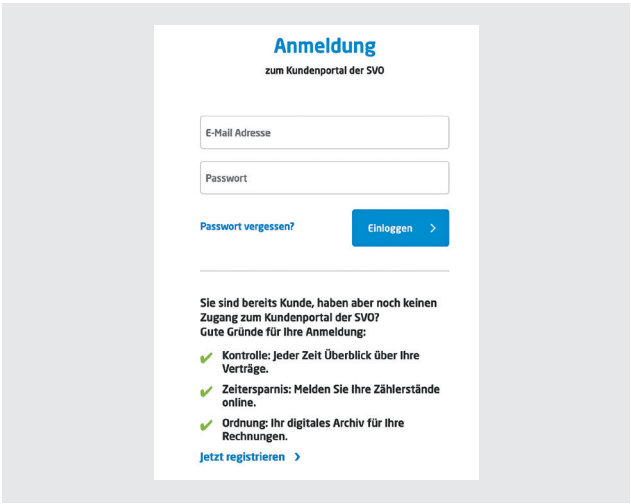 Anmeldung
zum Kundenportal der SVO
E-Mail Adresse
Passwort
Passwort vergessen?
Einloggen
Sie sind bereits Kunde, haben aber noch keinen
Zugang zum Kundenportal der SVO?
Gute Gründe für Ihre Anmeldung:
Kontrolle: Jeder Zeit Überblick über Ihre
Verträge.
Zeitersparnis: Melden Sie Ihre Zählerstände
online.
Ordnung: Ihr digitales Archiv für Ihre
Rechnungen.
Jetzt registrieren